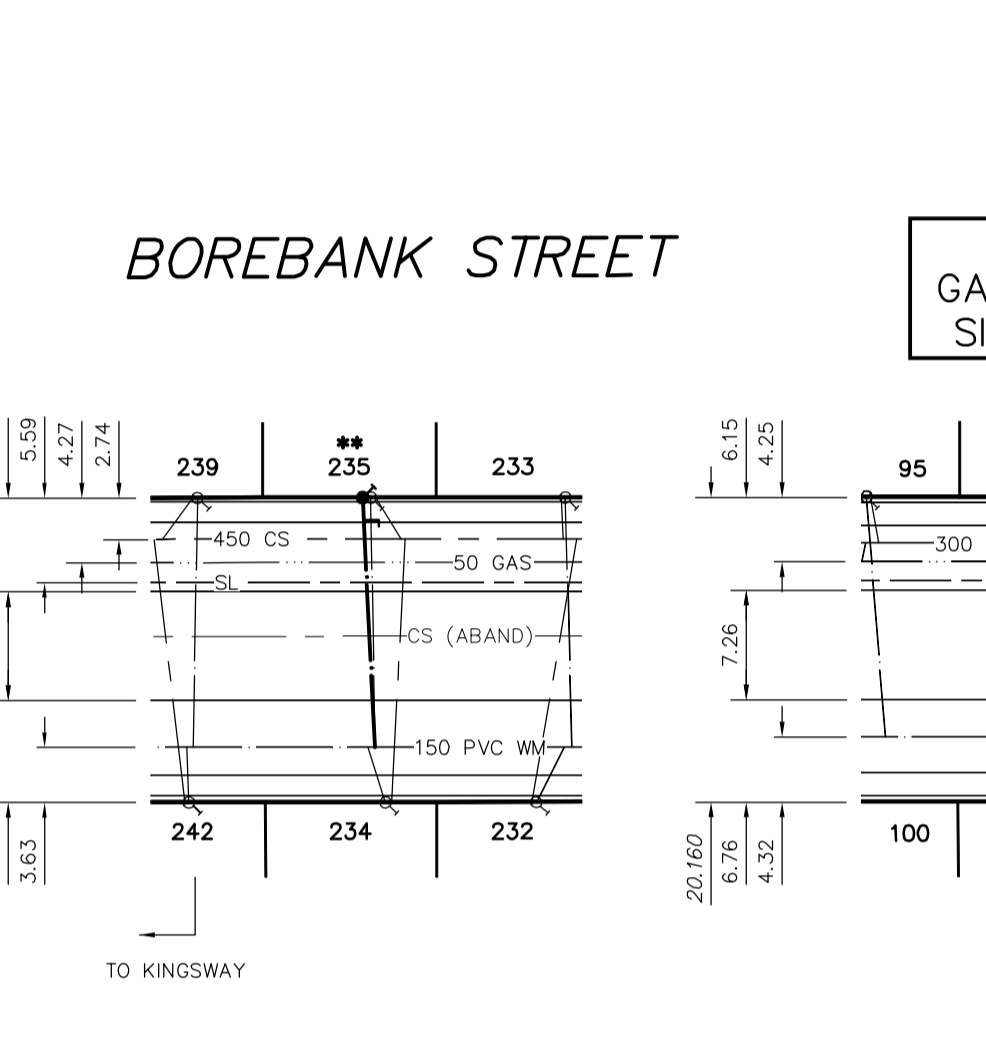 BOREBANK STREET
GA
SI
5.59
4.27
2.74
**
239
235
233
6.15
4.25
95
450 CS
50 GAS
SL
CS (ABAND)
150 PVC WM
300
7.26
242
234
232
100
3.63
20.160
6.76
4.32
TO KINGSWAY